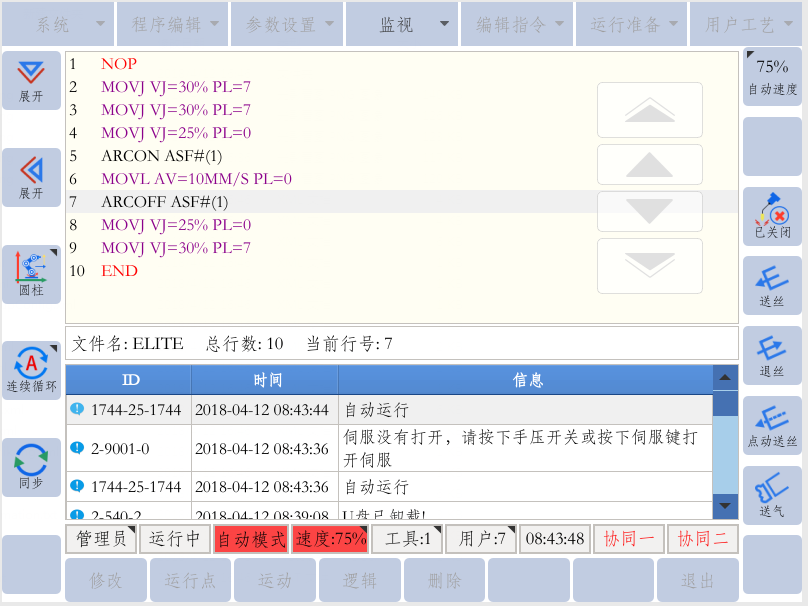 系统 程序编辑 参数设置 监视 编辑指令 运行准备 用户工艺
展开
展开
圆柱
A
连续循环
同步
1 NOP
2 MOVJ VJ=30% PL=7
3 MOVJ VJ=30% PL=7
4 MOVJ VJ=25% PL=0
5 ARCON ASF#(1)
6 MOVL AV=10MM/S PL=0
7 ARCOFF ASF#(1)
8 MOVJ VJ=25% PL=0
9 MOVJ VJ=30% PL=7
10 END
文件名: ELITE 总行数: 10 当前行号: 7
ID 时间 信息
1744-25-1744 2018-04-12 08:43:44 自动运行
2-9001-0 2018-04-12 08:43:36 伺服没有打开，请按下手压开关或按下伺服键打
开伺服
1744-25-1744 2018-04-12 08:43:36 自动运行
2-540-2 2018-04-12 08:39:08 U盘已卸载!
管理员 运行中 自动模式 速度:75% 工具:1 用户:7 08:43:48 协同一 协同二
修改 运行点 运动 逻辑 删除 退出
75%
自动速度
已关闭
送丝
退丝
点动送丝
送气